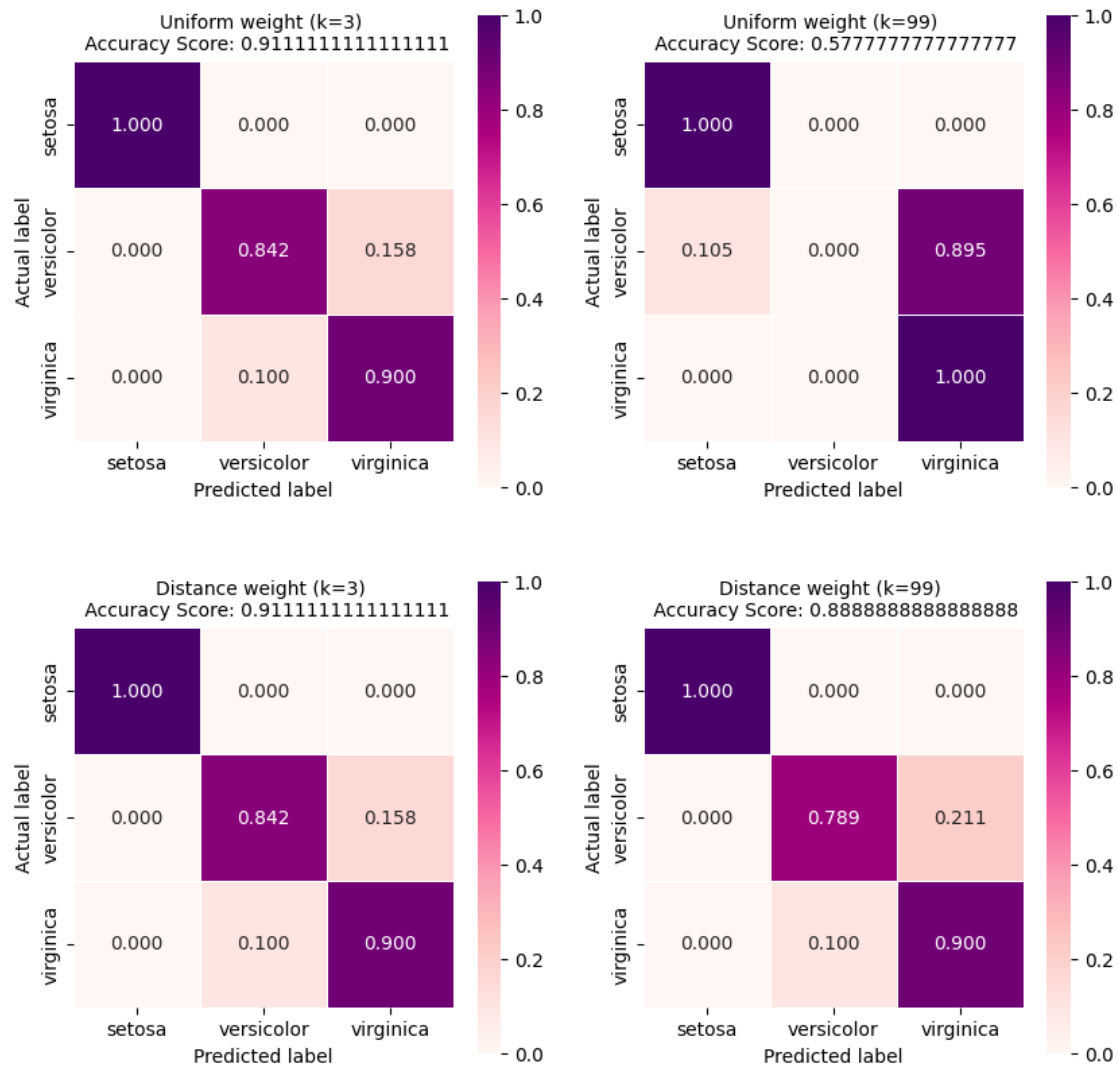 Uniform weight (k=3)
Accuracy Score: 0.9111111111111111
setosa
versicolor
virginica
Actual label
1.000 0.000 0.000
0.000 0.842 0.158
0.000 0.100 0.900
setosa versicolor virginica
Predicted label
1.0
0.8
0.6
0.4
0.2
0.0
Uniform weight (k=99)
Accuracy Score: 0.5777777777777777
setosa
versicolor
virginica
Actual label
1.000 0.000 0.000
0.105 0.000 0.895
0.000 0.000 1.000
setosa versicolor virginica
Predicted label
1.0
0.8
0.6
0.4
0.2
0.0
Distance weight (k=3)
Accuracy Score: 0.9111111111111111
setosa
versicolor
virginica
Actual label
1.000 0.000 0.000
0.000 0.842 0.158
0.000 0.100 0.900
setosa versicolor virginica
Predicted label
1.0
0.8
0.6
0.4
0.2
0.0
Distance weight (k=99)
Accuracy Score: 0.8888888888888888
setosa
versicolor
virginica
Actual label
1.000 0.000 0.000
0.000 0.789 0.211
0.000 0.100 0.900
setosa versicolor virginica
Predicted label
1.0
0.8
0.6
0.4
0.2
0.0